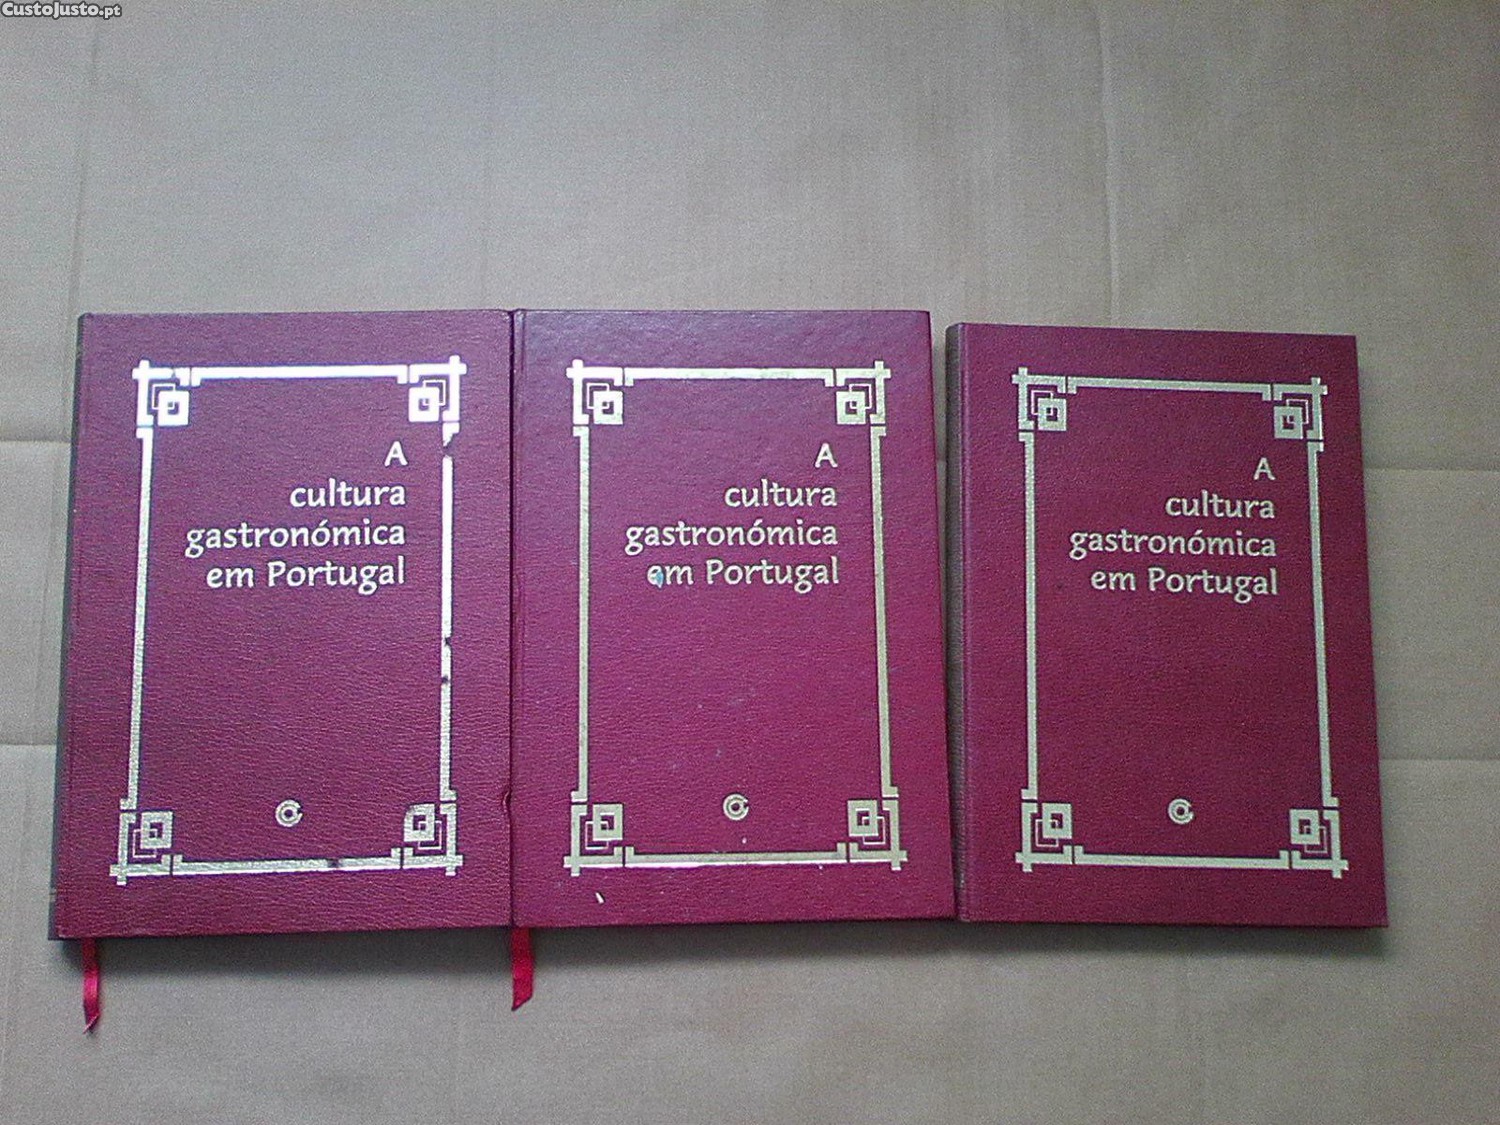 CustoJusto.pt
A
cultura
gastronómica
em Portugal
A
cultura
gastronómica
em Portugal
A
cultura
gastronómica
em Portugal